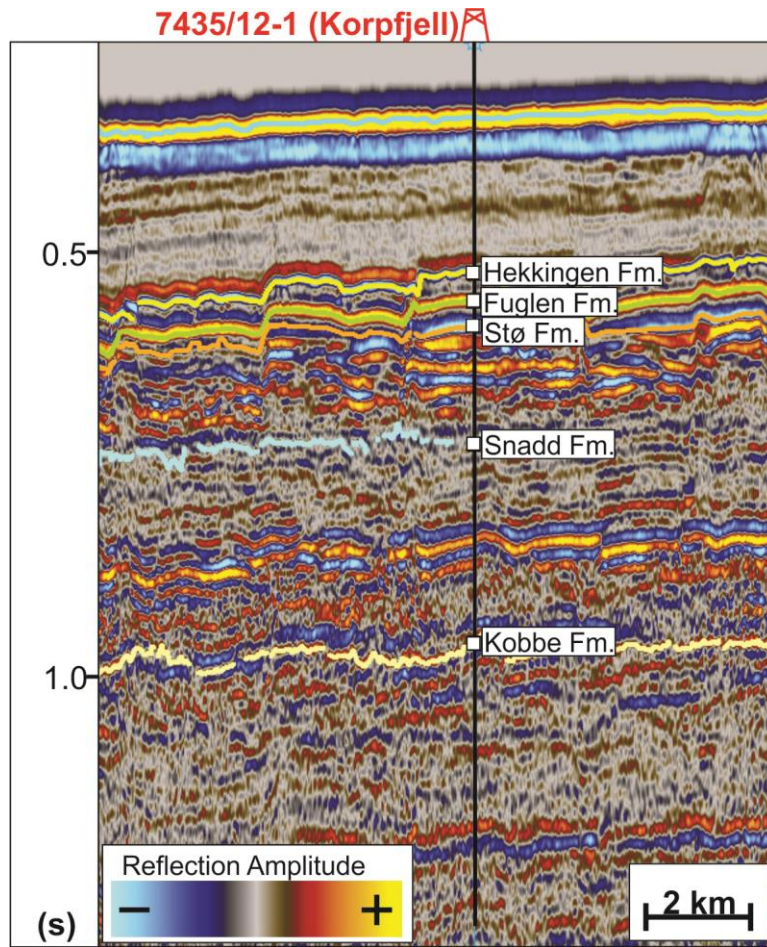 7435/12-1 (Korpfjell)
0.5
Hekkingen Fm.
Fuglen Fm.
Stø Fm.
Snadd Fm.
Kobbe Fm.
1.0
Reflection Amplitude
− +
(s)
2 km